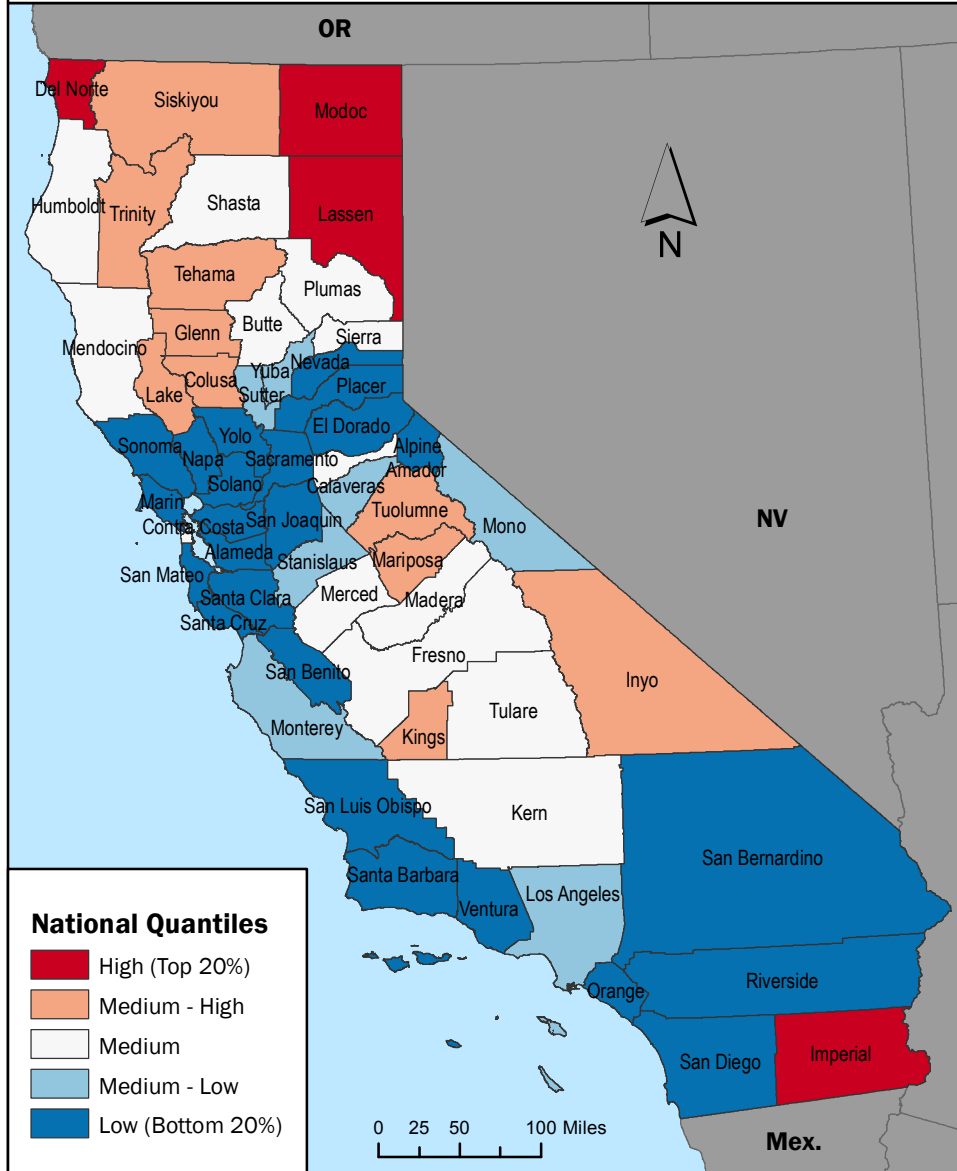 OR
Del Norte
Siskiyou
Modoc
Humboldt
Trinity
Shasta
Lassen
Tehama
Plumas
Glenn
Butte
Sierra
Mendocino
Lake
Colusa
Yuba
Sutter
Nevada
Placer
El Dorado
Sonoma
Napa
Yolo
Sacramento
Alpine
Amador
Solano
Calaveras
Marin
Tuolumne
Mono
NV
Contra Costa
San Joaquin
Alameda
Stanislaus
Mariposa
San Mateo
Santa Clara
Merced
Madera
Santa Cruz
Fresno
San Benito
Inyo
Tulare
Monterey
Kings
San Luis Obispo
Kern
San Bernardino
Santa Barbara
Ventura
Los Angeles
Orange
Riverside
San Diego
Imperial
Mex.
N
National Quantiles
High (Top 20%)
Medium - High
Medium
Medium - Low
Low (Bottom 20%)
0 25 50 100 Miles